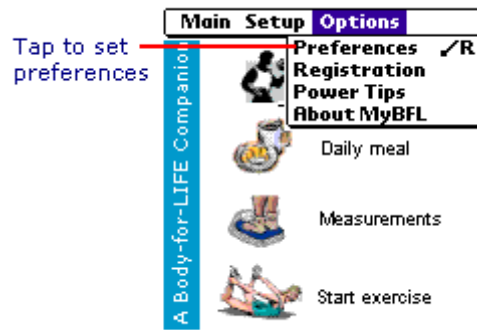 Main Setup Options
Tap to set
preferences
Preferences ✓R
Registration
Power Tips
About MyBFL
A Body-for-LIFE Companion
Daily meal
Measurements
Start exercise